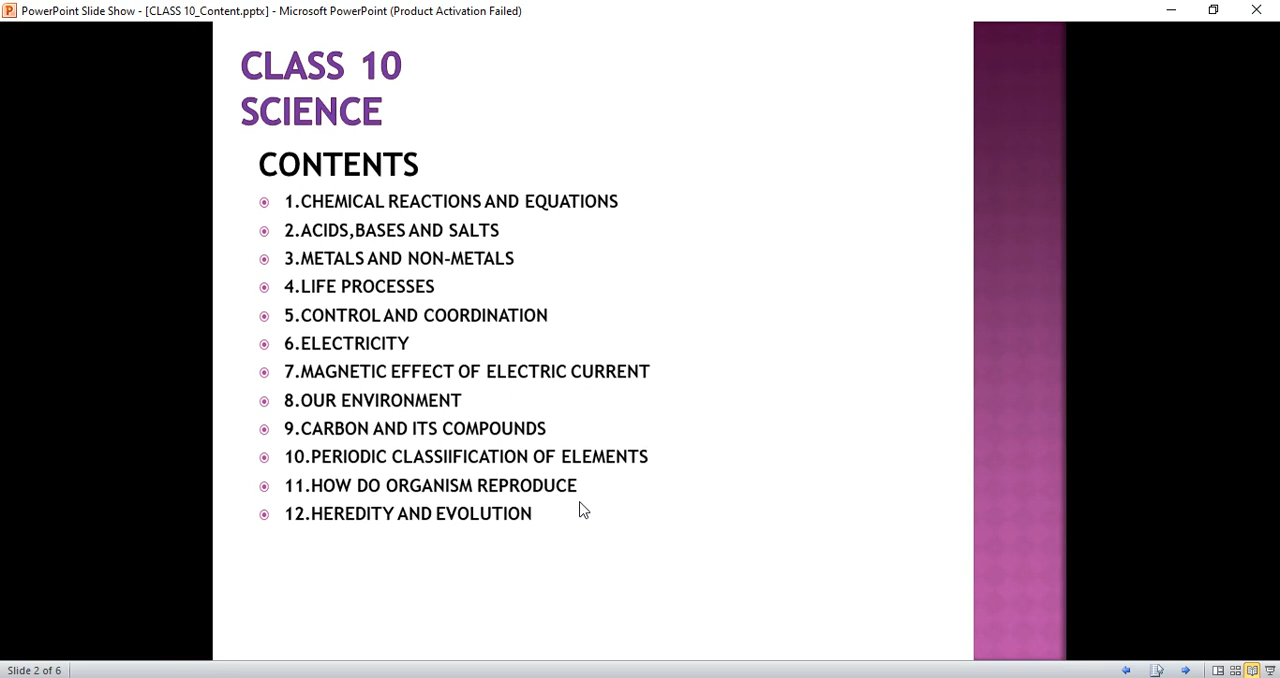 PowerPoint Slide Show - [CLASS 10_Content.pptx] - Microsoft PowerPoint (Product Activation Failed)
CLASS 10
SCIENCE
CONTENTS
1.CHEMICAL REACTIONS AND EQUATIONS
2.ACIDS,BASES AND SALTS
3.METALS AND NON-METALS
4.LIFE PROCESSES
5.CONTROL AND COORDINATION
6.ELECTRICITY
7.MAGNETIC EFFECT OF ELECTRIC CURRENT
8.OUR ENVIRONMENT
9.CARBON AND ITS COMPOUNDS
10.PERIODIC CLASSIIFICATION OF ELEMENTS
11.HOW DO ORGANISM REPRODUCE
12.HEREDITY AND EVOLUTION
Slide 2 of 6